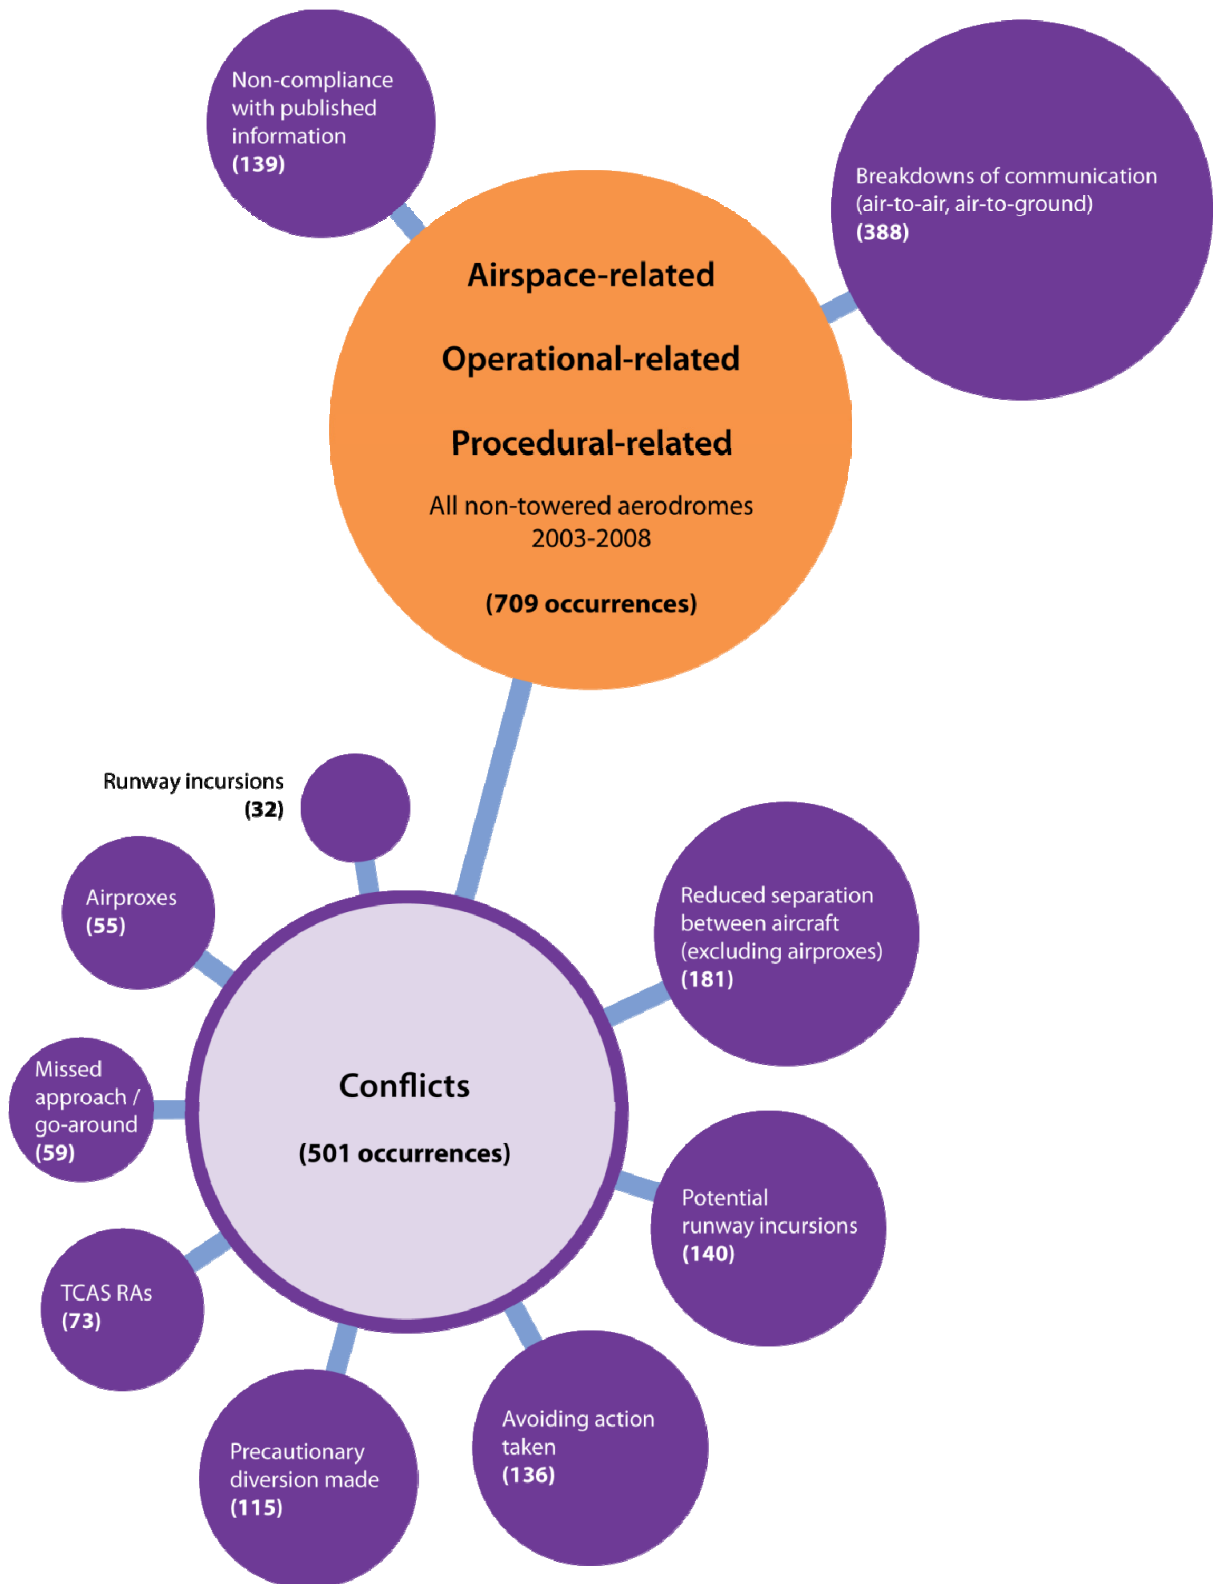 Non-compliance
with published
information
(139)
Breakdowns of communication
(air-to-air, air-to-ground)
(388)
Airspace-related
Operational-related
Procedural-related
All non-towered aerodromes
2003-2008
(709 occurrences)
Runway incursions
(32)
Airproxes
(55)
Reduced separation
between aircraft
(excluding airproxes)
(181)
Missed
approach /
go-around
(59)
Conflicts
(501 occurrences)
Potential
runway incursions
(140)
TCAS RAs
(73)
Avoiding action
taken
(136)
Precautionary
diversion made
(115)